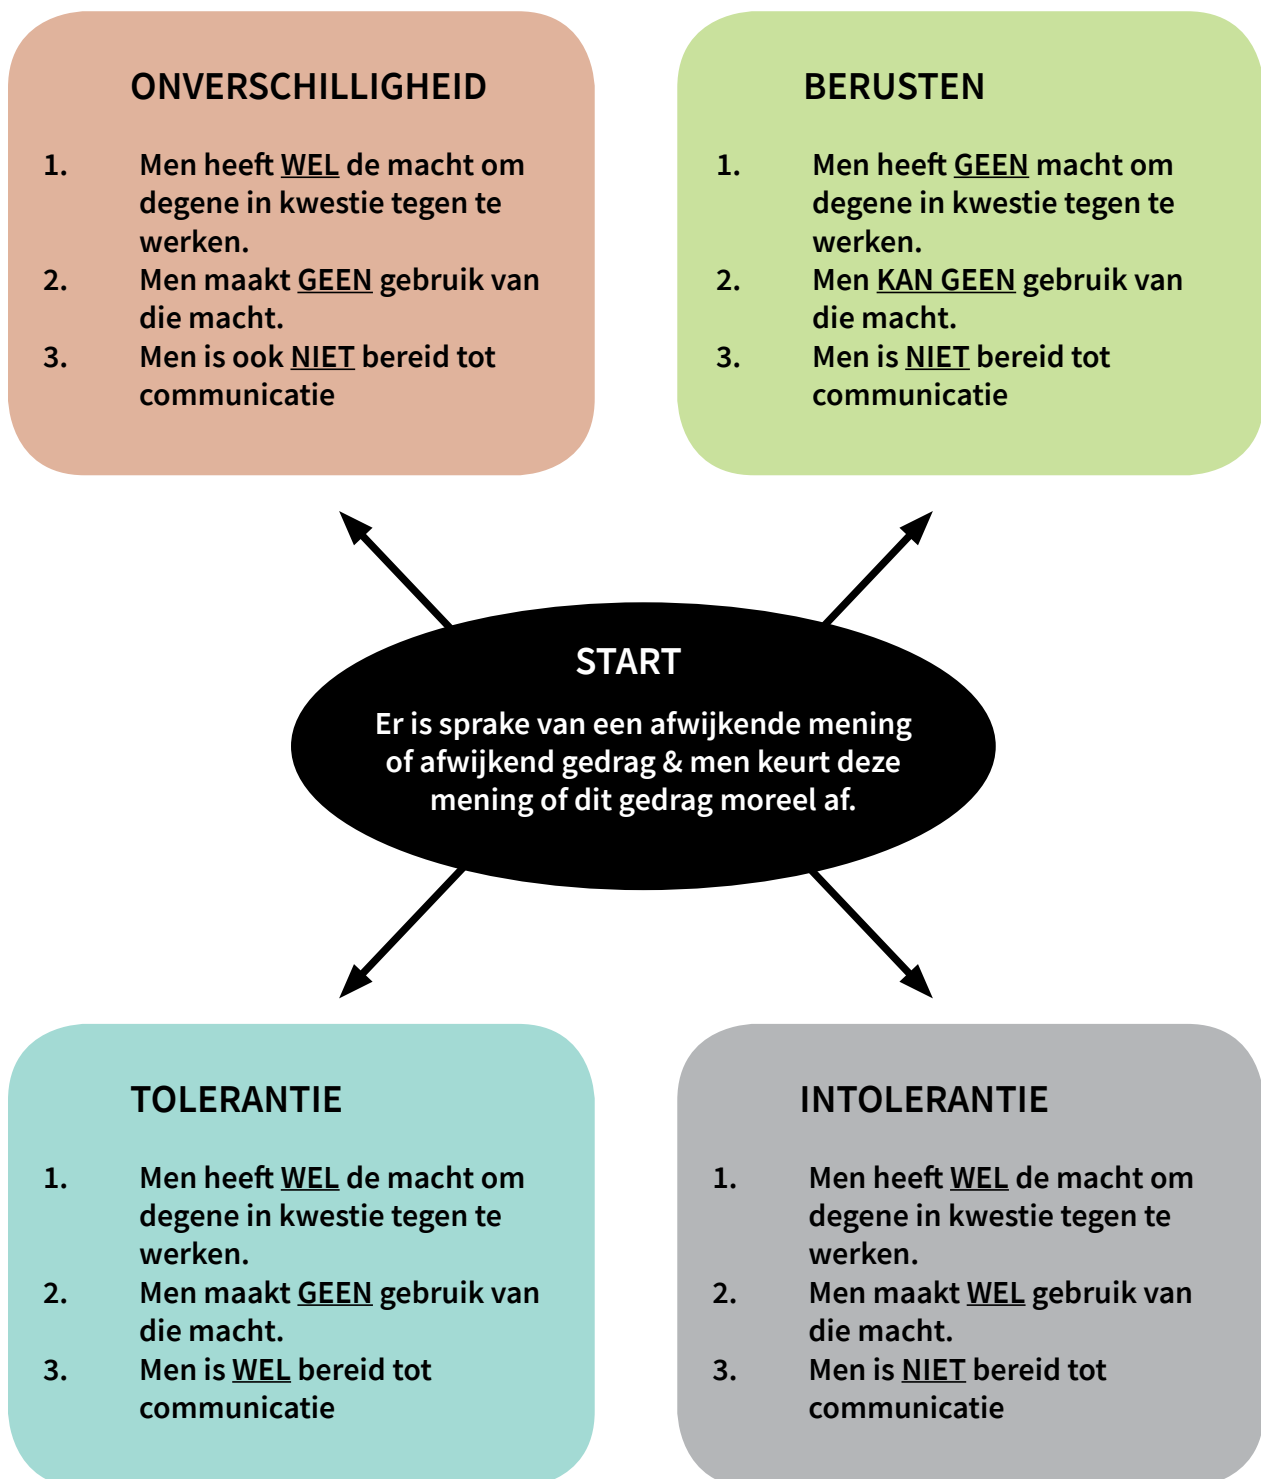 ONVERSCHILLIGHEID
1. Men heeft WEL de macht om
degene in kwestie tegen te
werken.
2. Men maakt GEEN gebruik van
die macht.
3. Men is ook NIET bereid tot
communicatie
BERUSTEN
1. Men heeft GEEN macht om
degene in kwestie tegen te
werken.
2. Men KAN GEEN gebruik van
die macht.
3. Men is NIET bereid tot
communicatie
START
Er is sprake van een afwijkende mening
of afwijkend gedrag & men keurt deze
mening of dit gedrag moreel af.
TOLERANTIE
1. Men heeft WEL de macht om
degene in kwestie tegen te
werken.
2. Men maakt GEEN gebruik van
die macht.
3. Men is WEL bereid tot
communicatie
INTOLERANTIE
1. Men heeft WEL de macht om
degene in kwestie tegen te
werken.
2. Men maakt WEL gebruik van
die macht.
3. Men is NIET bereid tot
communicatie